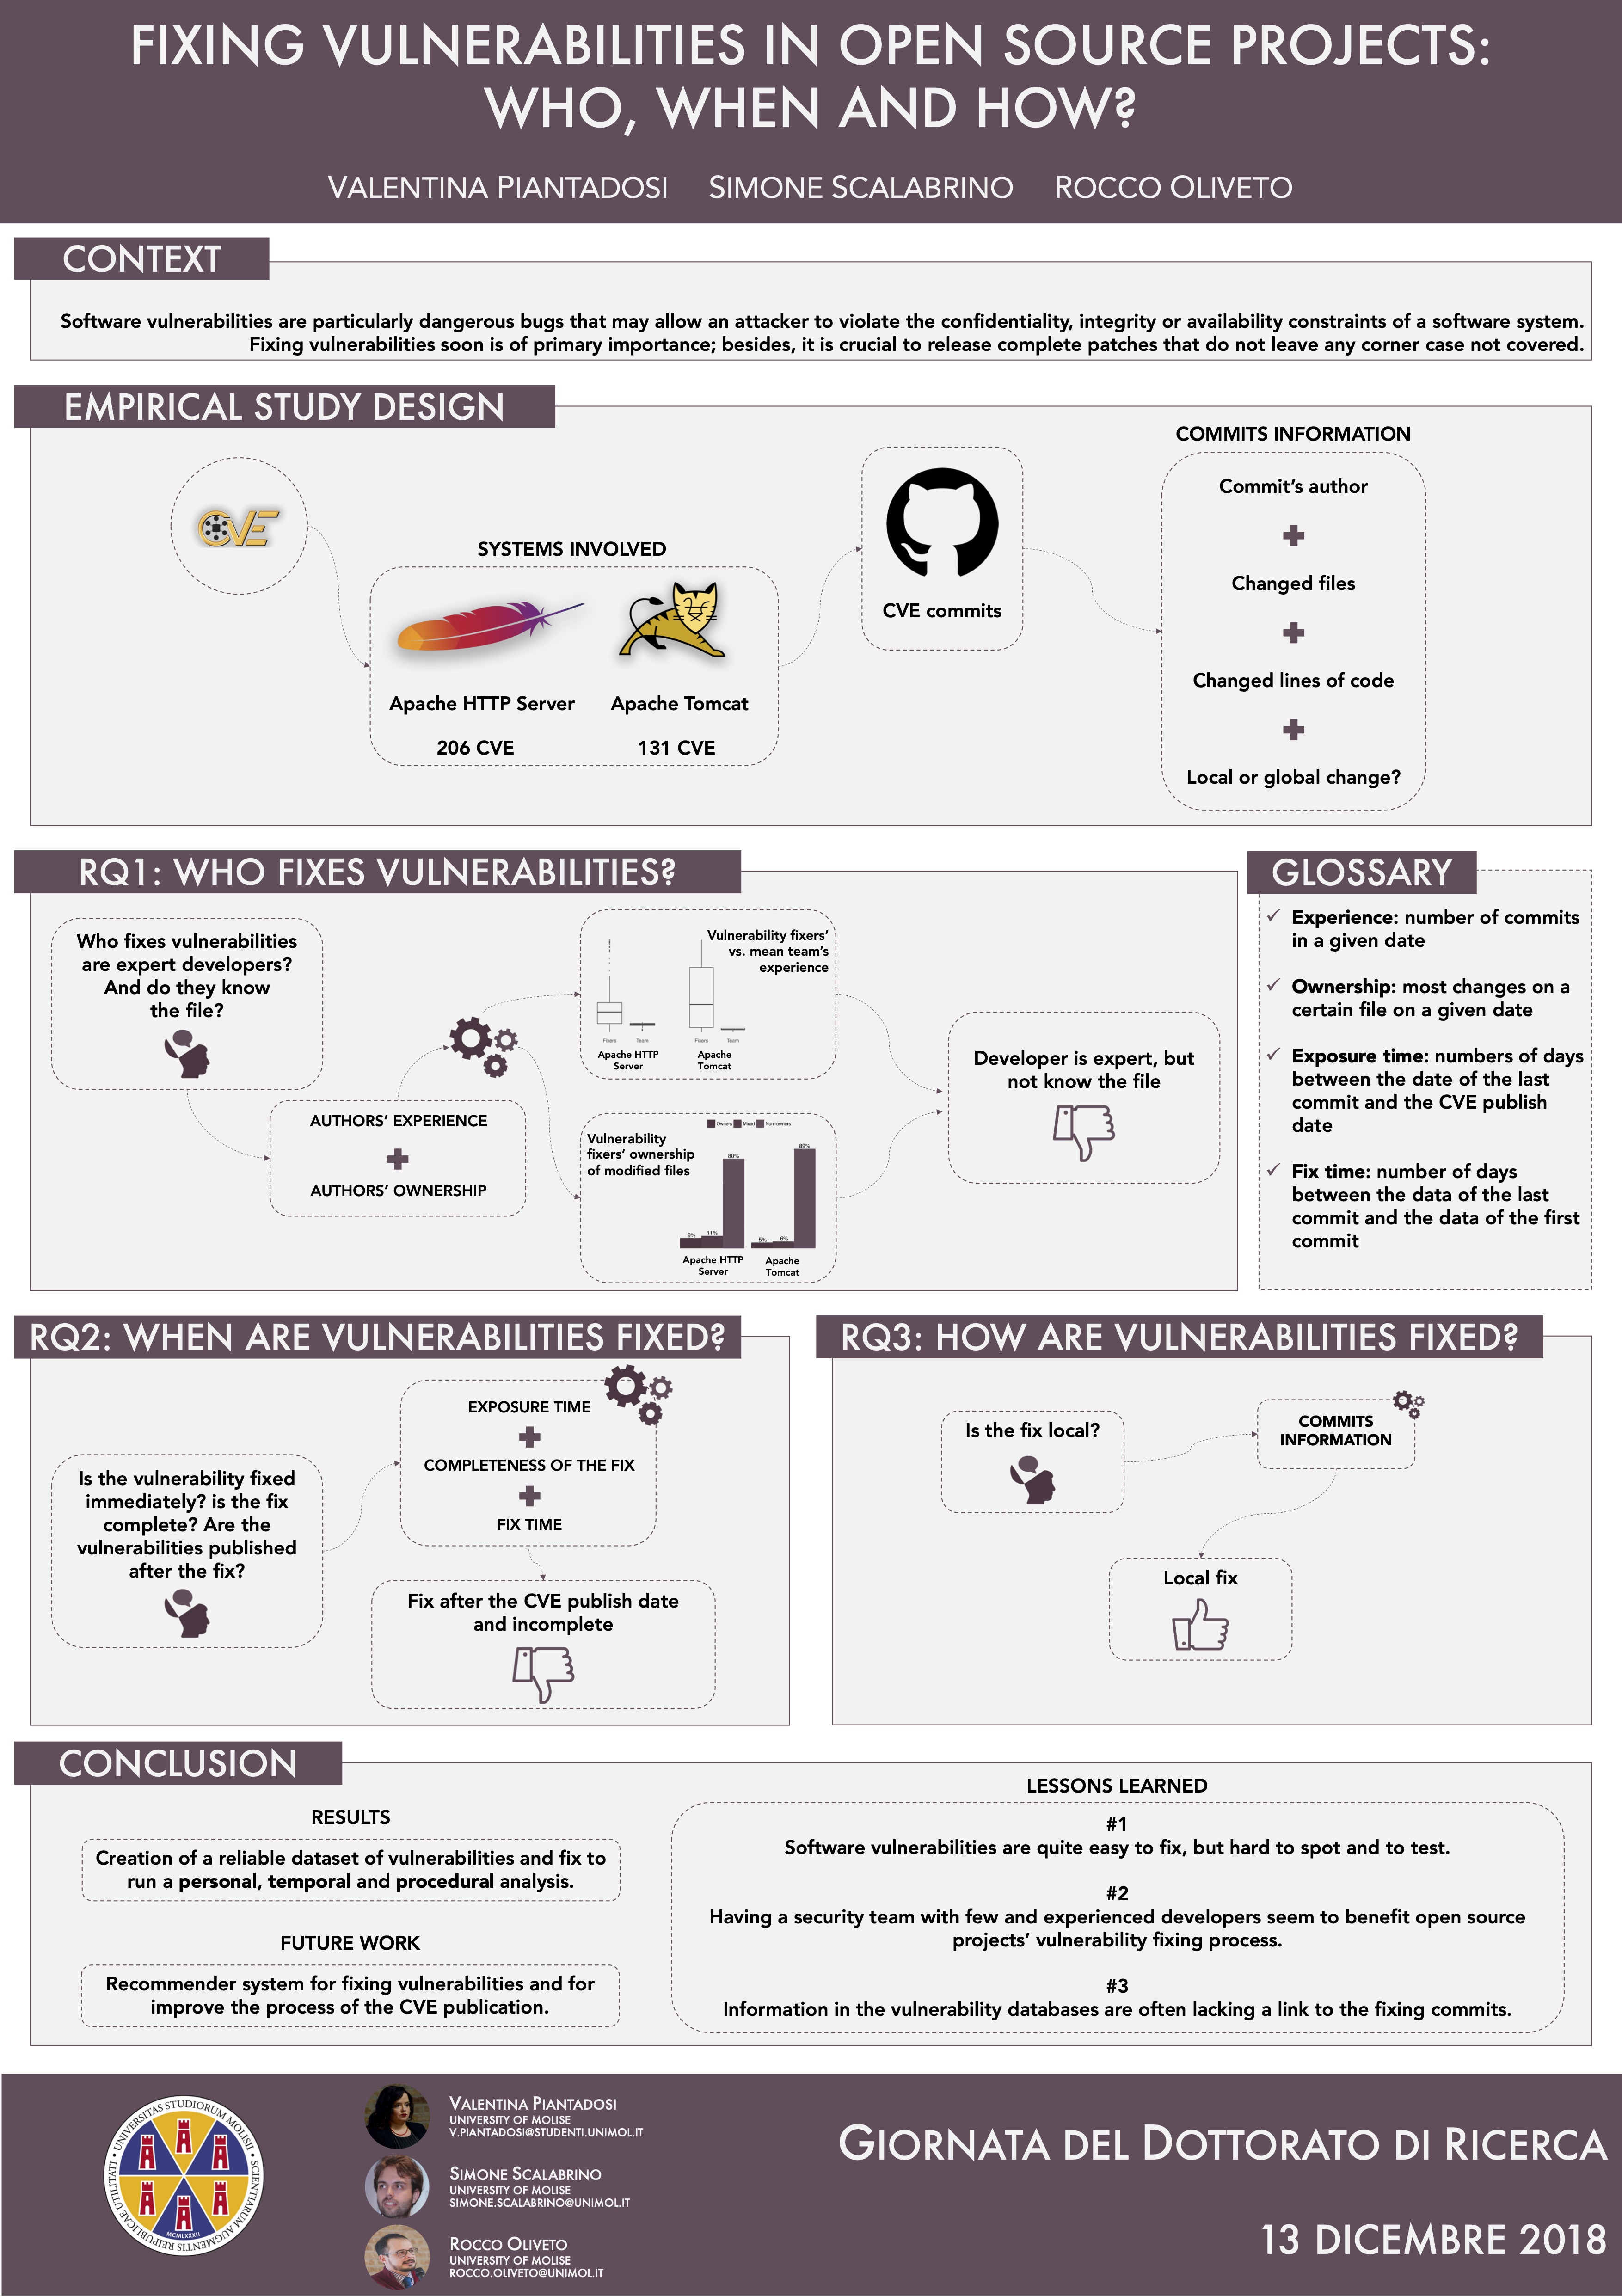 FIXING VULNERABILITIES IN OPEN SOURCE PROJECTS:
WHO, WHEN AND HOW?
VALENTINA PIANTADOSI SIMONE SCALABRINO ROCCO OLIVETO
CONTEXT
Software vulnerabilities are particularly dangerous bugs that may allow an attacker to violate the confidentiality, integrity or availability constraints of a software system.
Fixing vulnerabilities soon is of primary importance; besides, it is crucial to release complete patches that do not leave any corner case not covered.
EMPIRICAL STUDY DESIGN
CVE
SYSTEMS INVOLVED
Apache HTTP Server
206 CVE
Apache Tomcat
131 CVE
CVE commits
COMMITS INFORMATION
Commit's author
Changed files
Changed lines of code
Local or global change?
RQ1: WHO FIXES VULNERABILITIES?
Who fixes vulnerabilities
are expert developers?
And do they know
the file?
AUTHORS' EXPERIENCE
AUTHORS' OWNERSHIP
Vulnerability fixers'
vs. mean team's
experience
Fixers Team Fixers Team
Apache HTTP
Server
Apache
Tomcat
Vulnerability
fixers' ownership
of modified files
Owners Mixed Non-owners
9% 11% 80%
5% 6% 89%
Apache HTTP
Server
Apache
Tomcat
Developer is expert, but
not know the file
GLOSSARY
✓ Experience: number of commits
in a given date
✓ Ownership: most changes on a
certain file on a given date
✓ Exposure time: numbers of days
between the date of the last
commit and the CVE publish
date
✓ Fix time: number of days
between the data of the last
commit and the data of the first
commit
RQ2: WHEN ARE VULNERABILITIES FIXED?
Is the vulnerability fixed
immediately? is the fix
complete? Are the
vulnerabilities published
after the fix?
EXPOSURE TIME
COMPLETENESS OF THE FIX
FIX TIME
Fix after the CVE publish date
and incomplete
RQ3: HOW ARE VULNERABILITIES FIXED?
Is the fix local?
COMMITS
INFORMATION
Local fix
CONCLUSION
RESULTS
Creation of a reliable dataset of vulnerabilities and fix to
run a personal, temporal and procedural analysis.
FUTURE WORK
Recommender system for fixing vulnerabilities and for
improve the process of the CVE publication.
LESSONS LEARNED
#1
Software vulnerabilities are quite easy to fix, but hard to spot and to test.
#2
Having a security team with few and experienced developers seem to benefit open source
projects' vulnerability fixing process.
#3
Information in the vulnerability databases are often lacking a link to the fixing commits.
UNIVERSITAS STUDIORUM MOLISII • SCIENTIARUM AUGMENTIS REIPUBLICAE UTILITATI •
MCMLXXXII
VALENTINA PIANTADOSI
UNIVERSITY OF MOLISE
V.PIANTADOSI@STUDENTI.UNIMOL.IT
SIMONE SCALABRINO
UNIVERSITY OF MOLISE
SIMONE.SCALABRINO@UNIMOL.IT
ROCCO OLIVETO
UNIVERSITY OF MOLISE
ROCCO.OLIVETO@UNIMOL.IT
GIORNATA DEL DOTTORATO DI RICERCA
13 DICEMBRE 2018